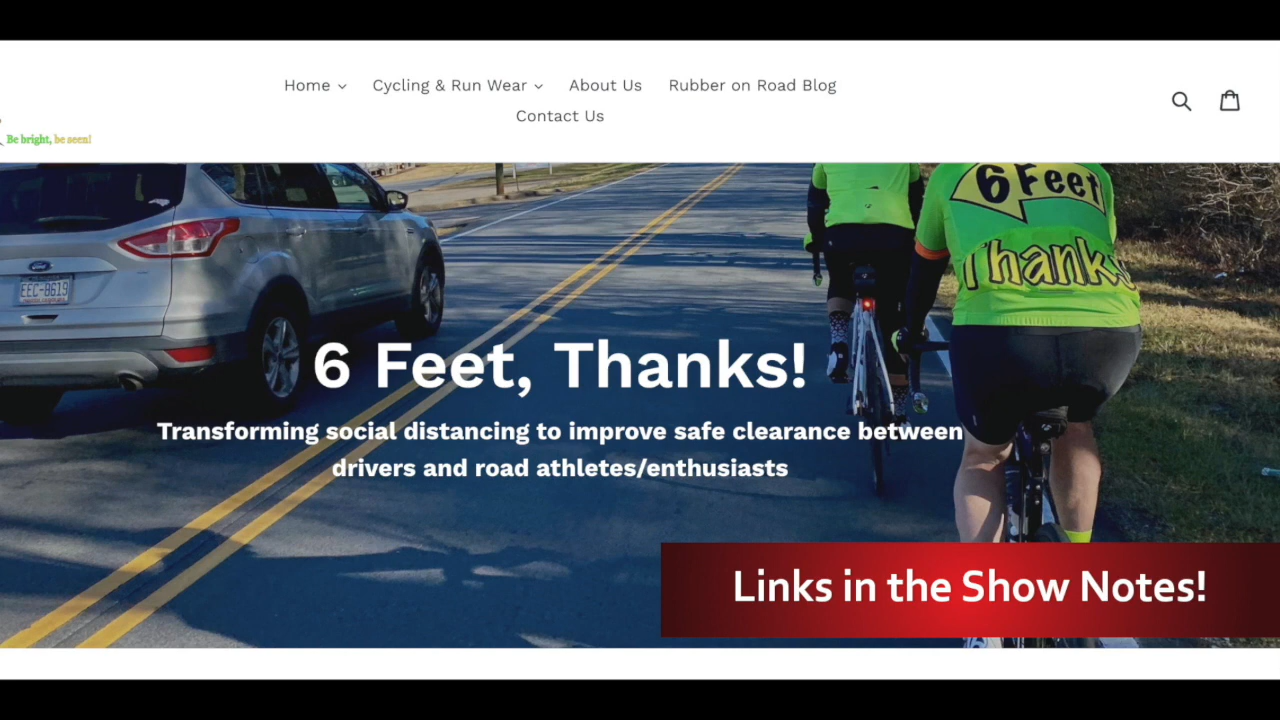 Home
Cycling & Run Wear
About Us
Rubber on Road Blog
Contact Us
Be bright, be seen!
6 Feet
Thanks
EEC-8619
6 Feet, Thanks!
Transforming social distancing to improve safe clearance between
drivers and road athletes/enthusiasts
Links in the Show Notes!